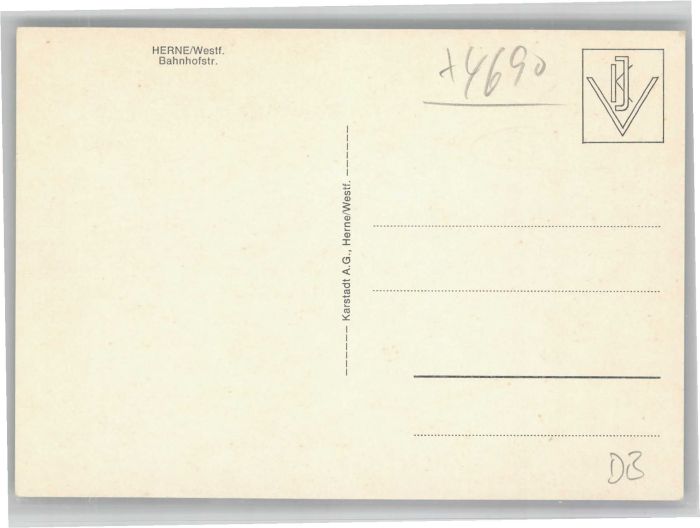 HERNE/Westf.
Bahnhofstr.
+4690
Karstadt A.G., Herne/Westf.
DB